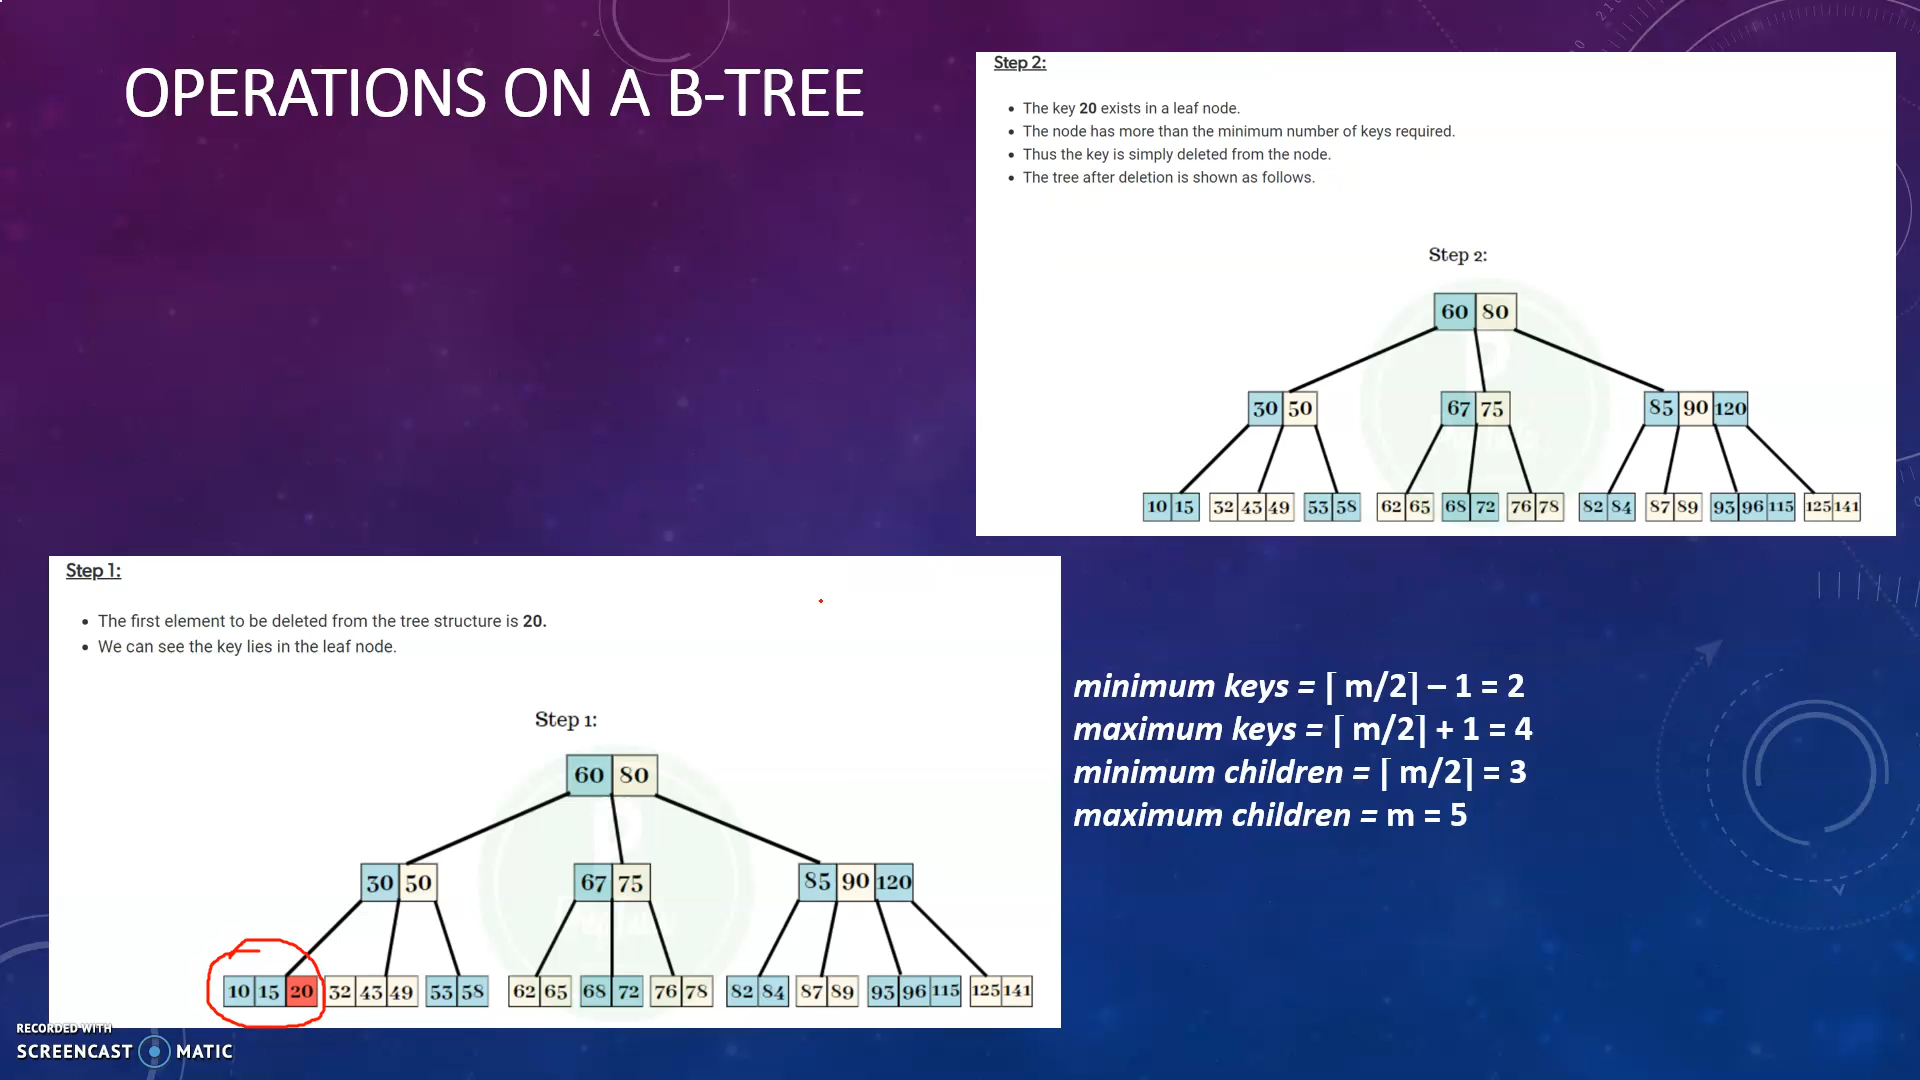 OPERATIONS ON A B-TREE
Step 2:
• The key 20 exists in a leaf node.
• The node has more than the minimum number of keys required.
• Thus the key is simply deleted from the node.
• The tree after deletion is shown as follows.
Step 2:
60 80
30 50 67 75 85 90 120
10 15 32 43 49 53 58 62 65 68 72 76 78 82 84 87 89 93 96 115 125 141
Step 1:
• The first element to be deleted from the tree structure is 20.
• We can see the key lies in the leaf node.
Step 1:
60 80
30 50 67 75 85 90 120
10 15 20 32 43 49 53 58 62 65 68 72 76 78 82 84 87 89 93 96 115 125 141
minimum keys = ⌈ m/2⌉ – 1 = 2
maximum keys = ⌈ m/2⌉ + 1 = 4
minimum children = ⌈ m/2⌉ = 3
maximum children = m = 5
RECORDED WITH
SCREENCAST MATIC